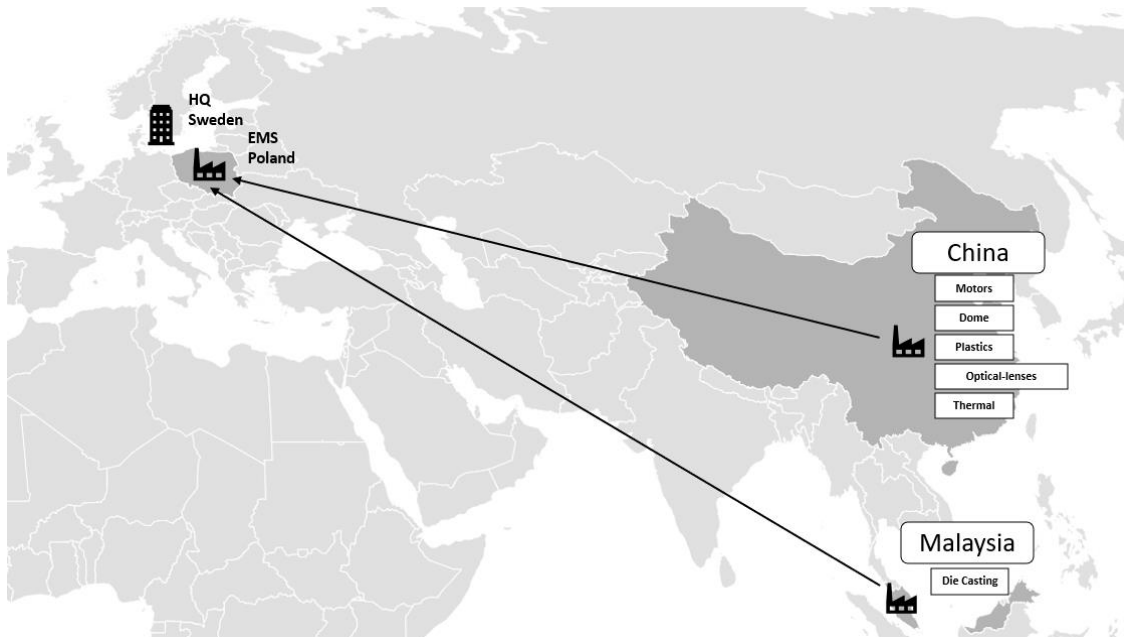 HQ
Sweden
EMS
Poland
China
Motors
Dome
Plastics
Optical-lenses
Thermal
Malaysia
Die Casting